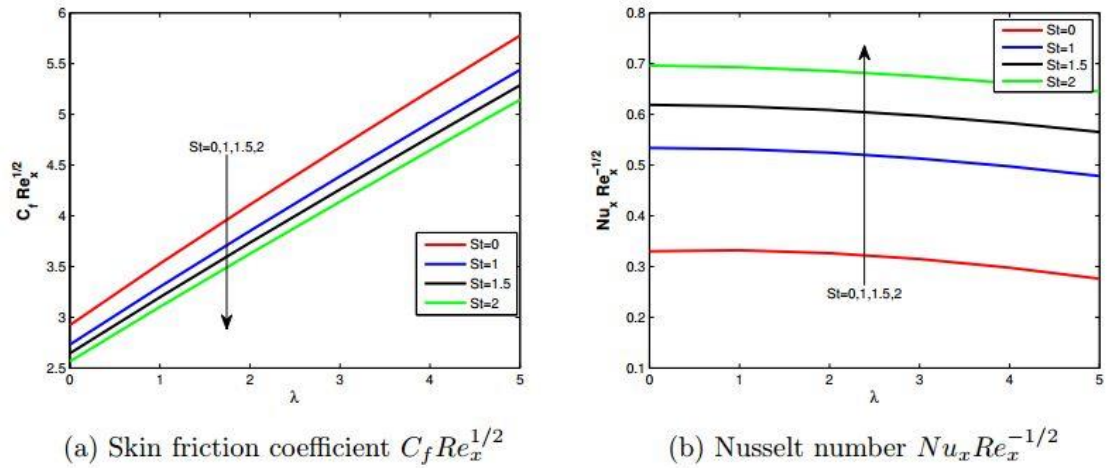 6
5.5
5
4.5
4
3.5
3
2.5
0 1 2 3 4 5
λ
C_f Re_x^{1/2}
St=0,1,1.5,2
St=0
St=1
St=1.5
St=2
(a) Skin friction coefficient C_f Re_x^{1/2}
0.8
0.7
0.6
0.5
0.4
0.3
0.2
0.1
0 1 2 3 4 5
λ
Nu_x Re_x^{-1/2}
St=0
St=1
St=1.5
St=2
St=0,1,1.5,2
(b) Nusselt number Nu_x Re_x^{-1/2}